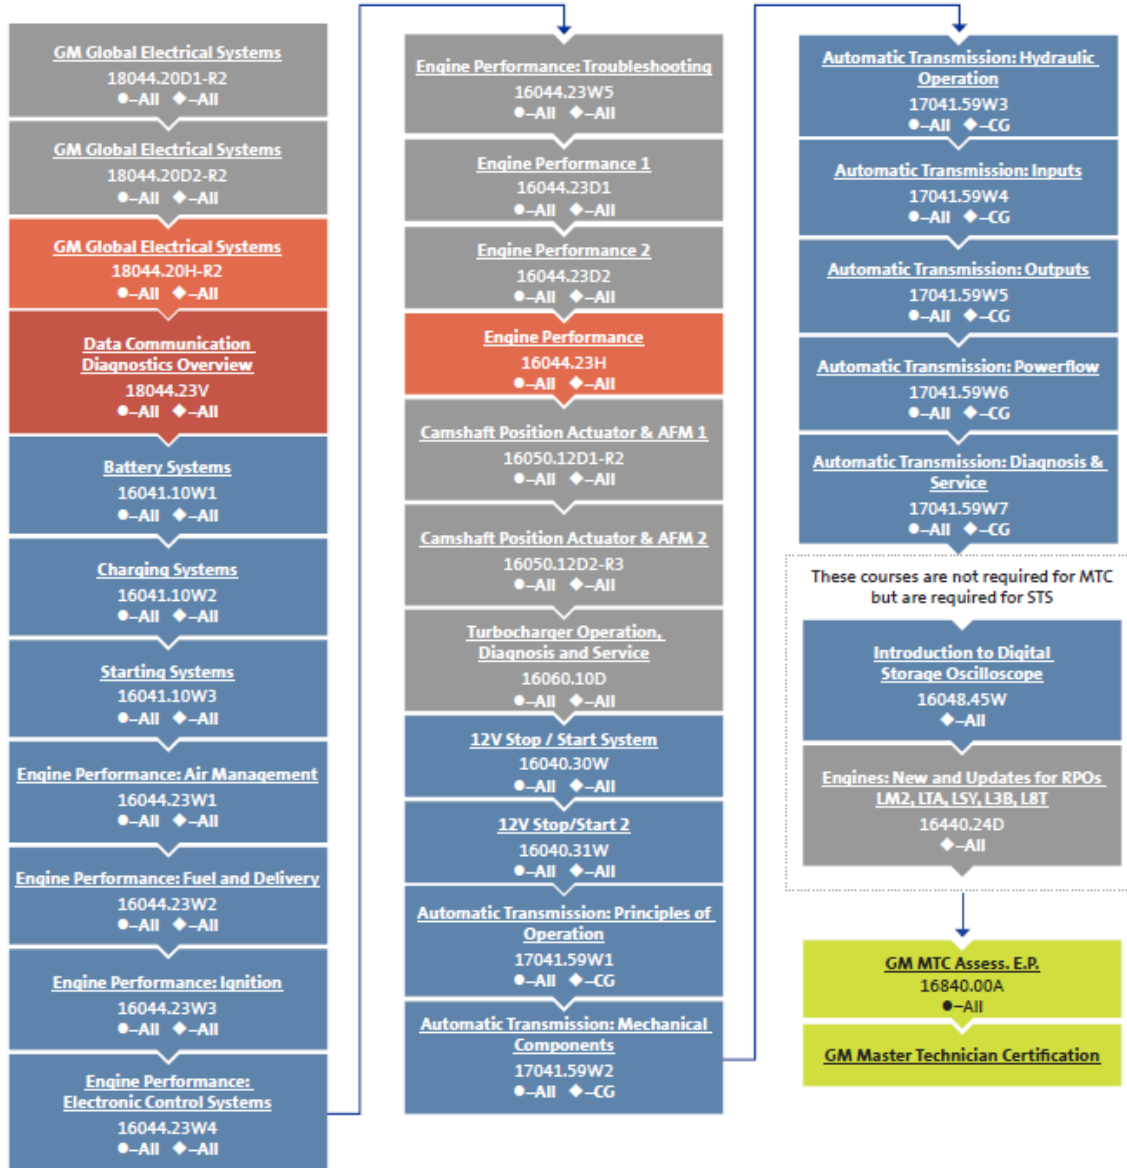 GM Global Electrical Systems
18044.20D1-R2
●–All ◆–All
GM Global Electrical Systems
18044.20D2-R2
●–All ◆–All
GM Global Electrical Systems
18044.20H-R2
●–All ◆–All
Data Communication
Diagnostics Overview
18044.23V
●–All ◆–All
Battery Systems
16041.10W1
●–All ◆–All
Charging Systems
16041.10W2
●–All ◆–All
Starting Systems
16041.10W3
●–All ◆–All
Engine Performance: Air Management
16044.23W1
●–All ◆–All
Engine Performance: Fuel and Delivery
16044.23W2
●–All ◆–All
Engine Performance: Ignition
16044.23W3
●–All ◆–All
Engine Performance:
Electronic Control Systems
16044.23W4
●–All ◆–All
Engine Performance: Troubleshooting
16044.23W5
●–All ◆–All
Engine Performance 1
16044.23D1
●–All ◆–All
Engine Performance 2
16044.23D2
●–All ◆–All
Engine Performance
16044.23H
●–All ◆–All
Camshaft Position Actuator & AFM 1
16050.12D1-R2
●–All ◆–All
Camshaft Position Actuator & AFM 2
16050.12D2-R3
●–All ◆–All
Turbocharger Operation,
Diagnosis and Service
16060.10D
●–All ◆–All
12V Stop / Start System
16040.30W
●–All ◆–All
12V Stop/Start 2
16040.31W
●–All ◆–All
Automatic Transmission: Principles of
Operation
17041.59W1
●–All ◆–CG
Automatic Transmission: Mechanical
Components
17041.59W2
●–All ◆–CG
Automatic Transmission: Hydraulic
Operation
17041.59W3
●–All ◆–CG
Automatic Transmission: Inputs
17041.59W4
●–All ◆–CG
Automatic Transmission: Outputs
17041.59W5
●–All ◆–CG
Automatic Transmission: Powerflow
17041.59W6
●–All ◆–CG
Automatic Transmission: Diagnosis &
Service
17041.59W7
●–All ◆–CG
These courses are not required for MTC
but are required for STS
Introduction to Digital
Storage Oscilloscope
16048.45W
◆–All
Engines: New and Updates for RPOs
LM2, LTA, LSY, L3B, L8T
16440.24D
◆–All
GM MTC Assess. E.P.
16840.00A
●–All
GM Master Technician Certification